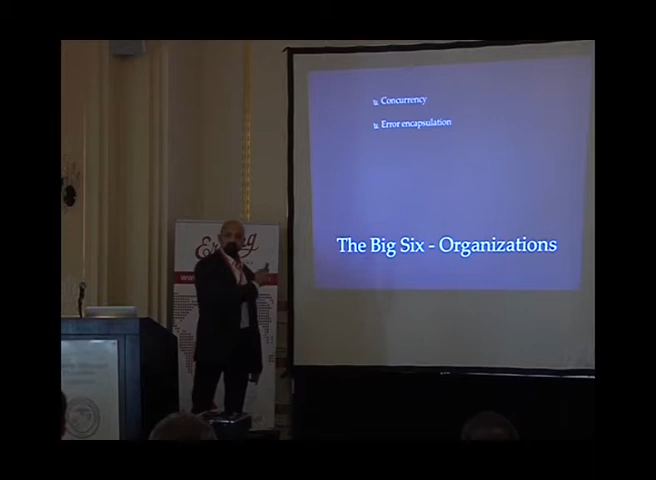 Concurrency
Error encapsulation
The Big Six - Organizations